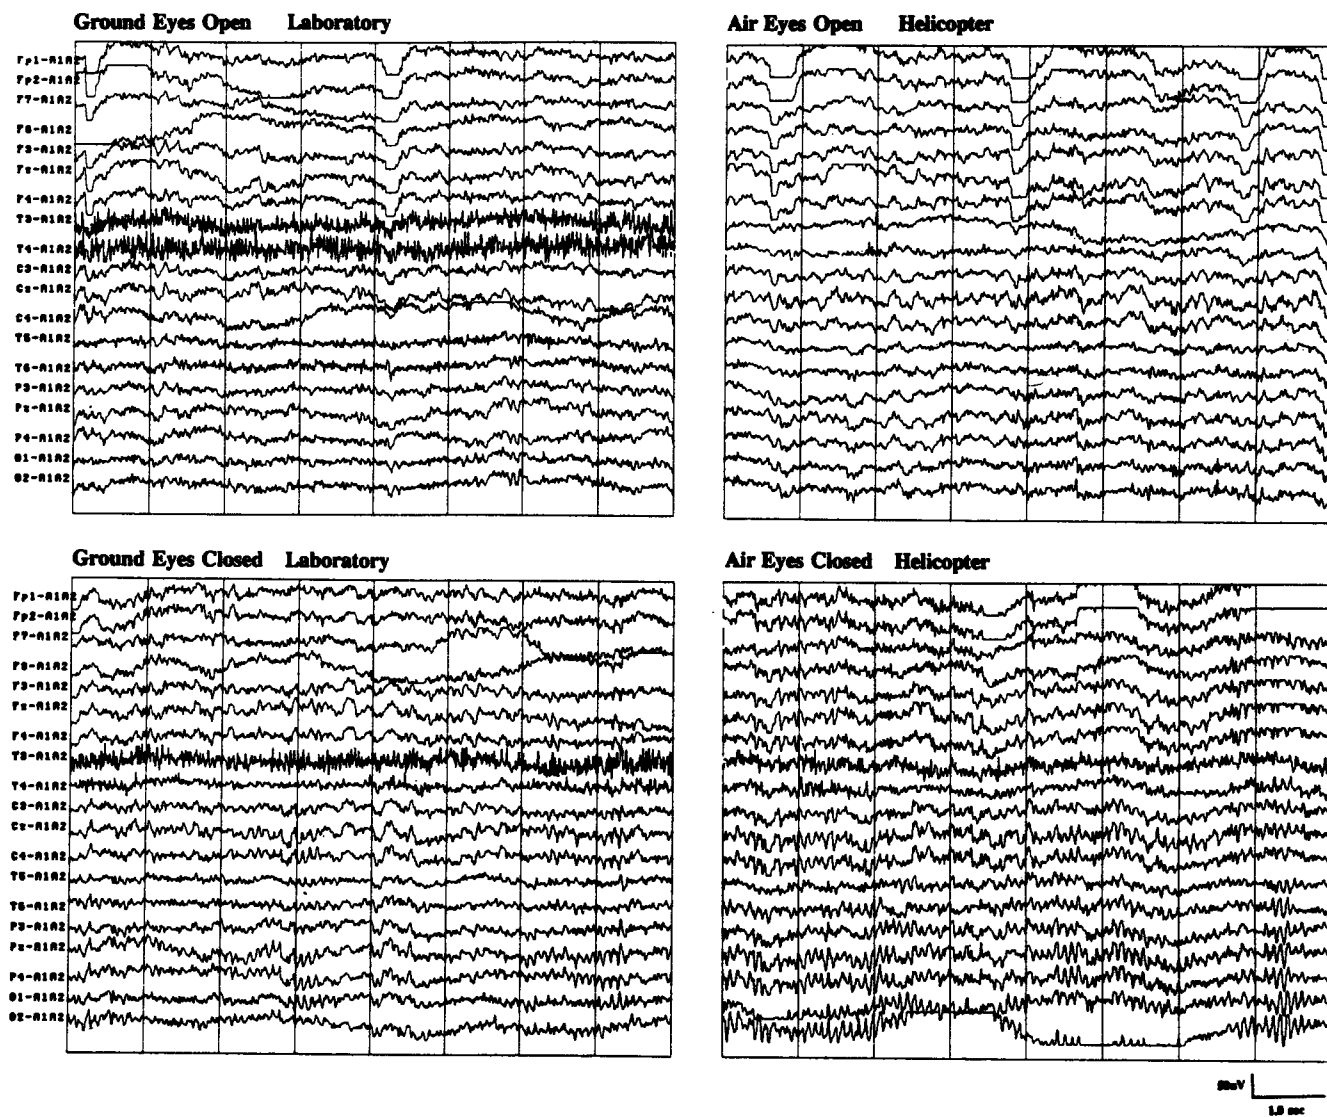 Ground Eyes Open Laboratory
Fp1-A1A2
Fp2-A1A2
F7-A1A2
F8-A1A2
F3-A1A2
Fz-A1A2
F4-A1A2
T3-A1A2
T4-A1A2
C3-A1A2
Cz-A1A2
C4-A1A2
T5-A1A2
T6-A1A2
P3-A1A2
Pz-A1A2
P4-A1A2
O1-A1A2
O2-A1A2
Air Eyes Open Helicopter
Ground Eyes Closed Laboratory
Fp1-A1A2
Fp2-A1A2
F7-A1A2
F8-A1A2
F3-A1A2
Fz-A1A2
F4-A1A2
T3-A1A2
T4-A1A2
C3-A1A2
Cz-A1A2
C4-A1A2
T5-A1A2
T6-A1A2
P3-A1A2
Pz-A1A2
P4-A1A2
O1-A1A2
O2-A1A2
Air Eyes Closed Helicopter
1.0 sec